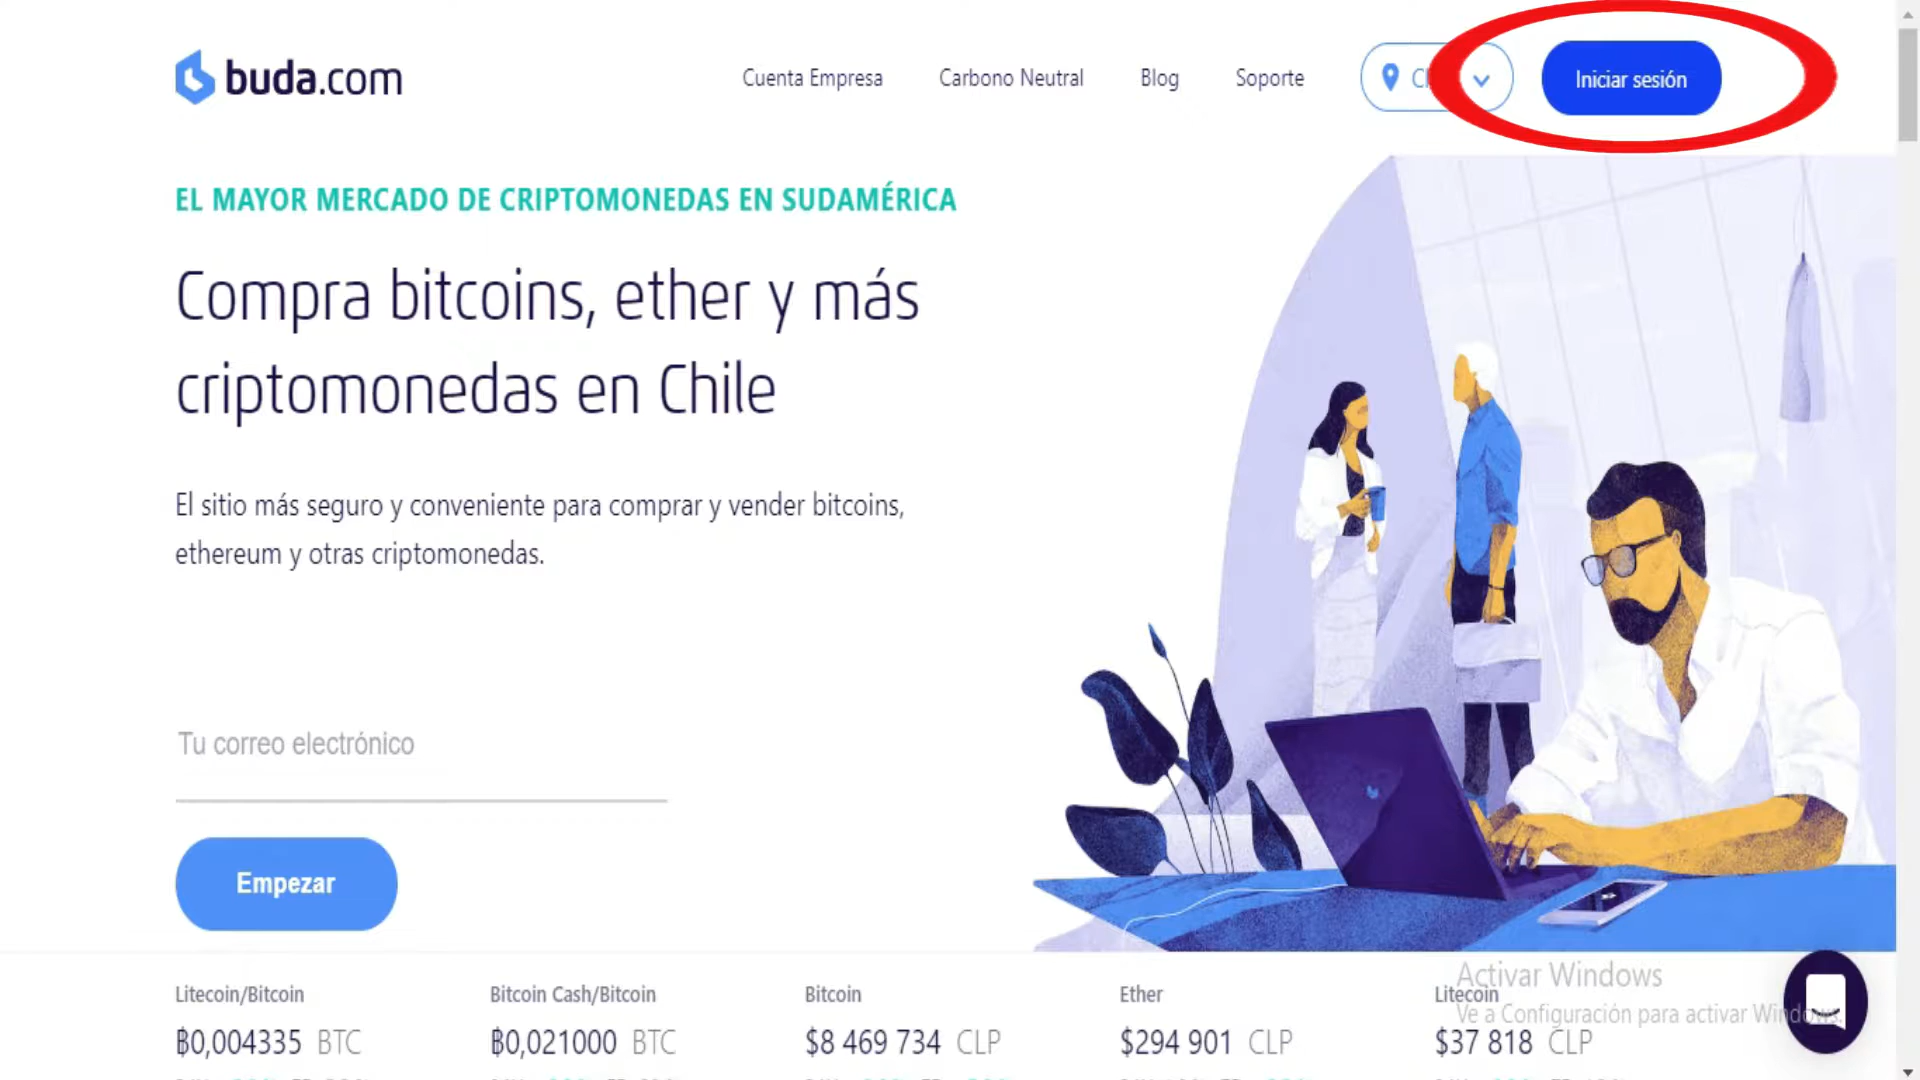 buda.com
Cuenta Empresa
Carbono Neutral
Blog
Soporte
Iniciar sesión
EL MAYOR MERCADO DE CRIPTOMONEDAS EN SUDAMÉRICA
Compra bitcoins, ether y más
criptomonedas en Chile
El sitio más seguro y conveniente para comprar y vender bitcoins,
ethereum y otras criptomonedas.
Tu correo electrónico
Empezar
Activar Windows
Ve a Configuración para activar Windows.
Litecoin/Bitcoin
฿0,004335 BTC
Bitcoin Cash/Bitcoin
฿0,021000 BTC
Bitcoin
$8 469 734 CLP
Ether
$294 901 CLP
Litecoin
$37 818 CLP